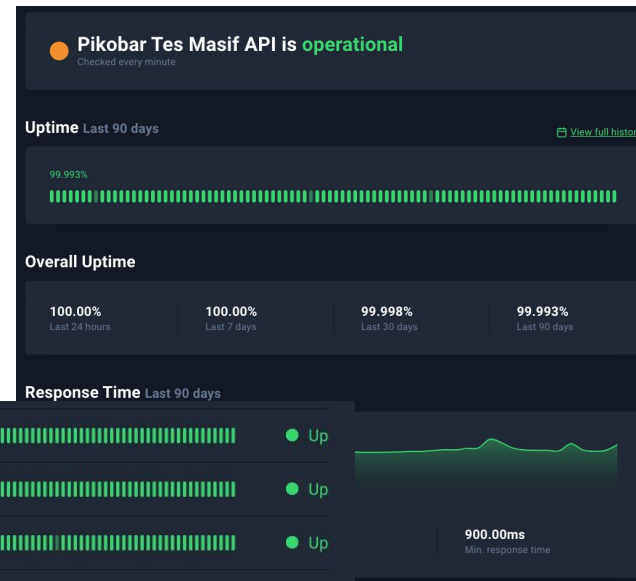 Pikobar Tes Masif API is operational
Checked every minute
Uptime Last 90 days
View full histor
99.993%
Overall Uptime
100.00%
Last 24 hours
100.00%
Last 7 days
99.998%
Last 30 days
99.993%
Last 90 days
Response Time Last 90 days
Up
Up
Up
900.00ms
Min. response time